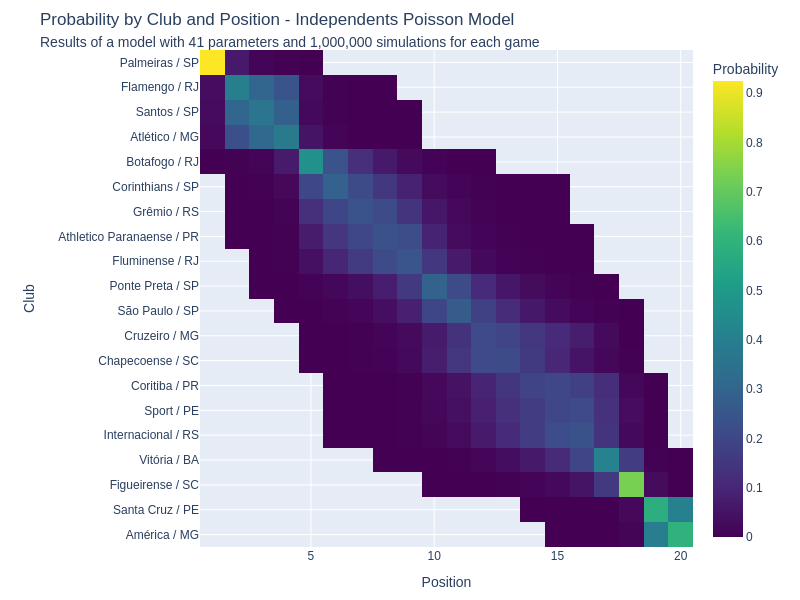 Probability by Club and Position - Independents Poisson Model
Results of a model with 41 parameters and 1,000,000 simulations for each game
Probability
Palmeiras / SP
Flamengo / RJ
Santos / SP
Atlético / MG
Botafogo / RJ
Corinthians / SP
Grêmio / RS
Athletico Paranaense / PR
Fluminense / RJ
Ponte Preta / SP
São Paulo / SP
Cruzeiro / MG
Chapecoense / SC
Coritiba / PR
Sport / PE
Internacional / RS
Vitória / BA
Figueirense / SC
Santa Cruz / PE
América / MG
Club
5 10 15 20
Position
0.9
0.8
0.7
0.6
0.5
0.4
0.3
0.2
0.1
0